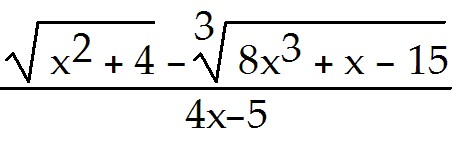 √(x² + 4) − ∛(8x³ + x − 15)
4x−5